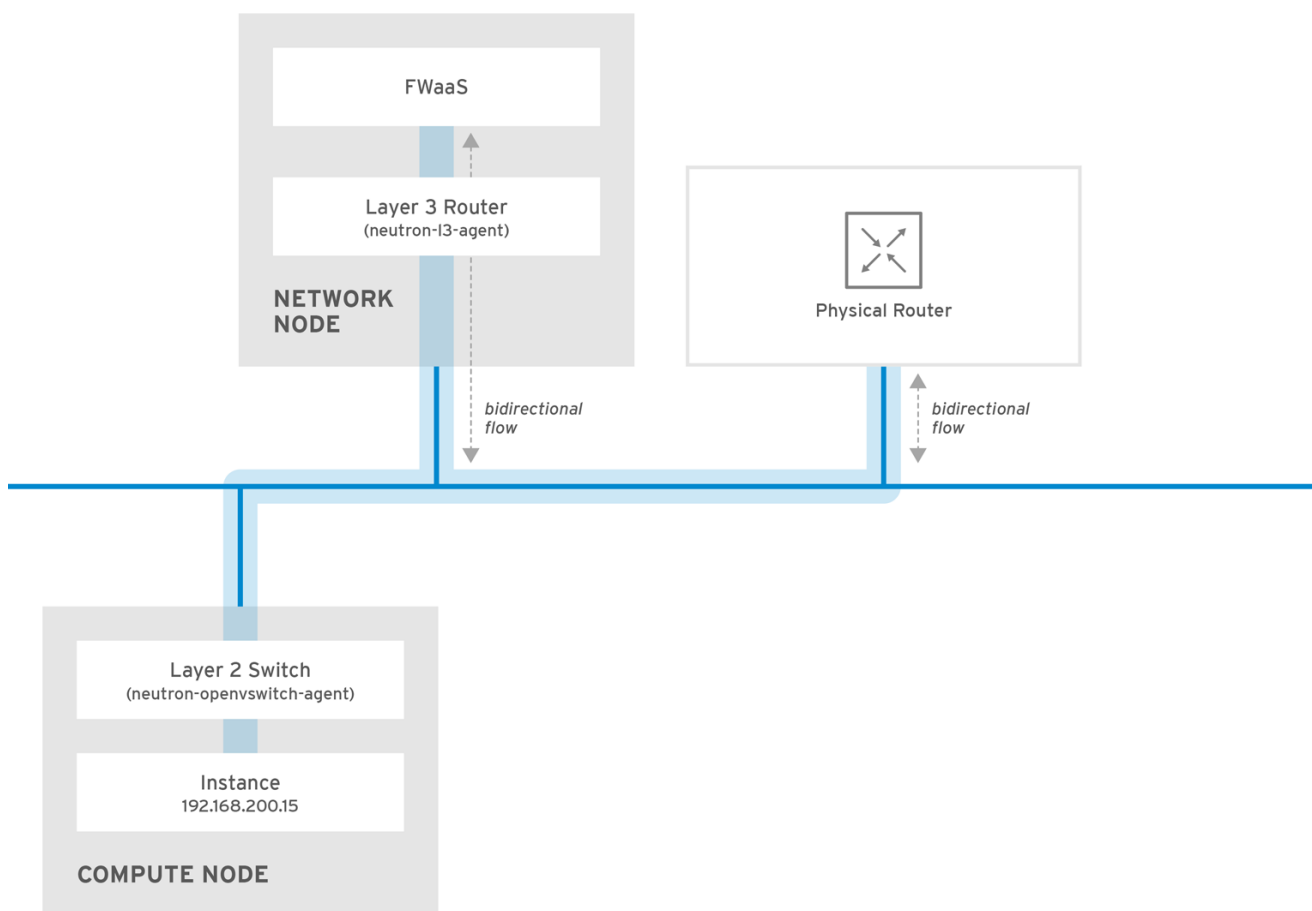 FWaaS
Layer 3 Router
(neutron-l3-agent)
NETWORK
NODE
Physical Router
bidirectional
flow
bidirectional
flow
Layer 2 Switch
(neutron-openvswitch-agent)
Instance
192.168.200.15
COMPUTE NODE